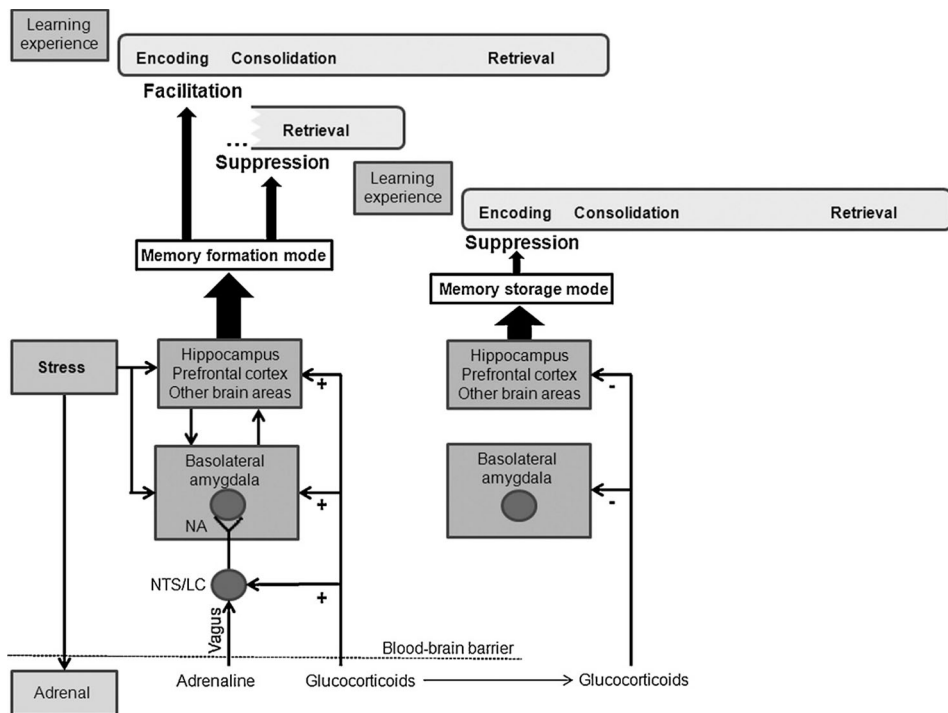 Learning
experience
Encoding Consolidation Retrieval
Facilitation
Retrieval
...
Suppression
Learning
experience
Encoding Consolidation Retrieval
Suppression
Memory formation mode
Memory storage mode
Stress
Hippocampus
Prefrontal cortex
Other brain areas
+
Hippocampus
Prefrontal cortex
Other brain areas
-
Basolateral
amygdala
NA
+
Basolateral
amygdala
-
NTS/LC
+
Vagus
Blood-brain barrier
Adrenal
Adrenaline
Glucocorticoids
Glucocorticoids